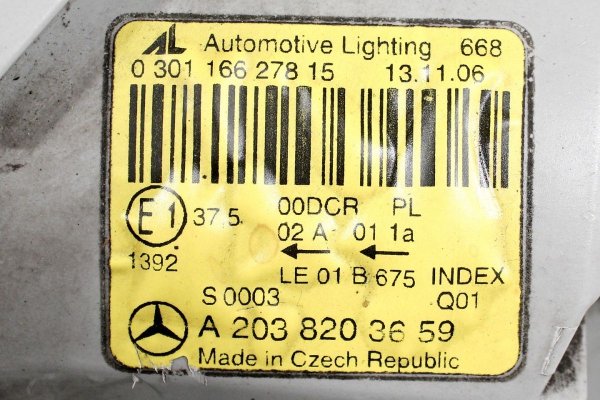 AL Automotive Lighting 668
0 301 166 278 15 13.11.06
E1 37,5 00DCR PL
02 A 01 1a
1392
LE 01 B 675 INDEX
S 0003 Q01
A 203 820 36 59
Made in Czech Republic